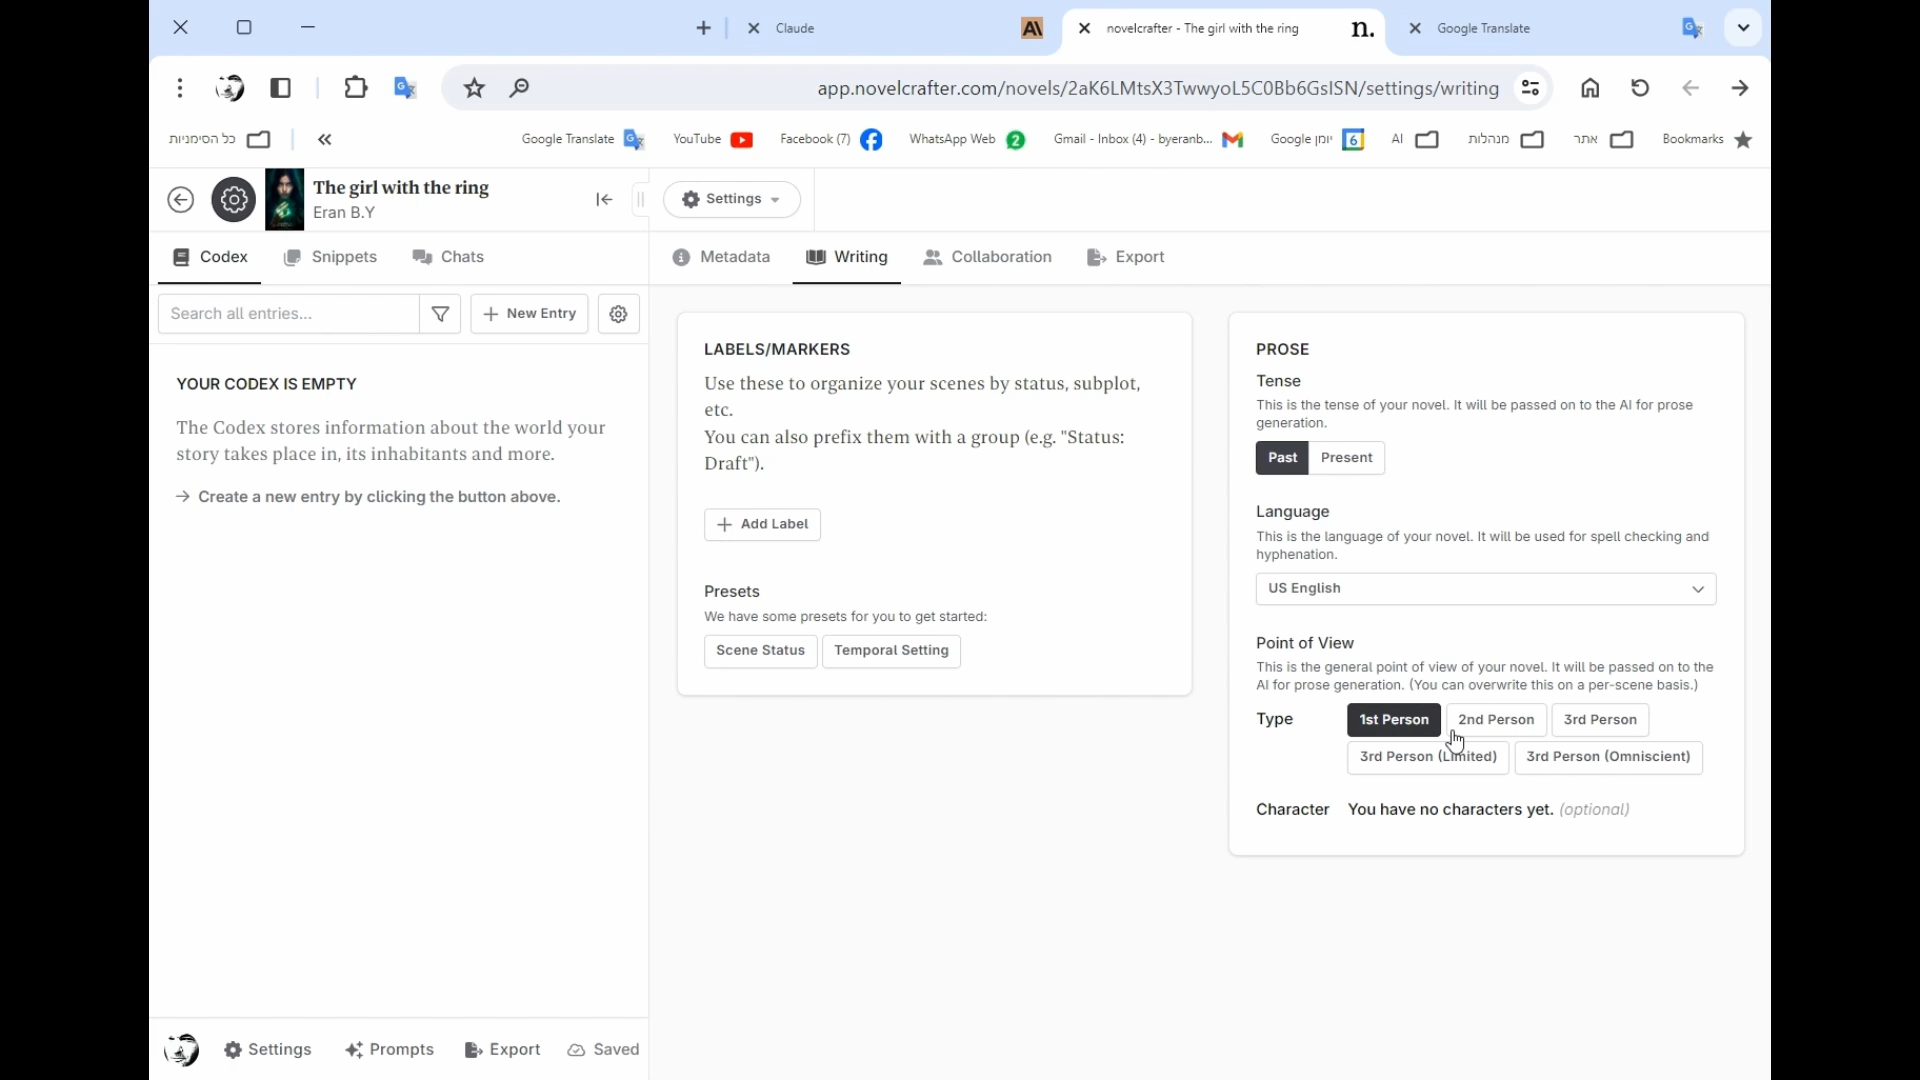 Claude
novelcrafter - The girl with the ring
n.
Google Translate
app.novelcrafter.com/novels/2aK6LMtsX3TwwyoL5C0Bb6GsISN/settings/writing
כל הסימניות
Google Translate
YouTube
Facebook (7)
WhatsApp Web
2
Gmail - Inbox (4) - byeranb...
יומן Google
6
AI
מנהלות
אתר
Bookmarks
The girl with the ring
Eran B.Y
Settings
Codex
Snippets
Chats
Metadata
Writing
Collaboration
Export
Search all entries...
New Entry
YOUR CODEX IS EMPTY
The Codex stores information about the world your
story takes place in, its inhabitants and more.
→ Create a new entry by clicking the button above.
LABELS/MARKERS
Use these to organize your scenes by status, subplot,
etc.
You can also prefix them with a group (e.g. "Status:
Draft").
Add Label
Presets
We have some presets for you to get started:
Scene Status
Temporal Setting
PROSE
Tense
This is the tense of your novel. It will be passed on to the AI for prose
generation.
Past
Present
Language
This is the language of your novel. It will be used for spell checking and
hyphenation.
US English
Point of View
This is the general point of view of your novel. It will be passed on to the
AI for prose generation. (You can overwrite this on a per-scene basis.)
Type
1st Person
2nd Person
3rd Person
3rd Person (Limited)
3rd Person (Omniscient)
Character
You have no characters yet. (optional)
Settings
Prompts
Export
Saved